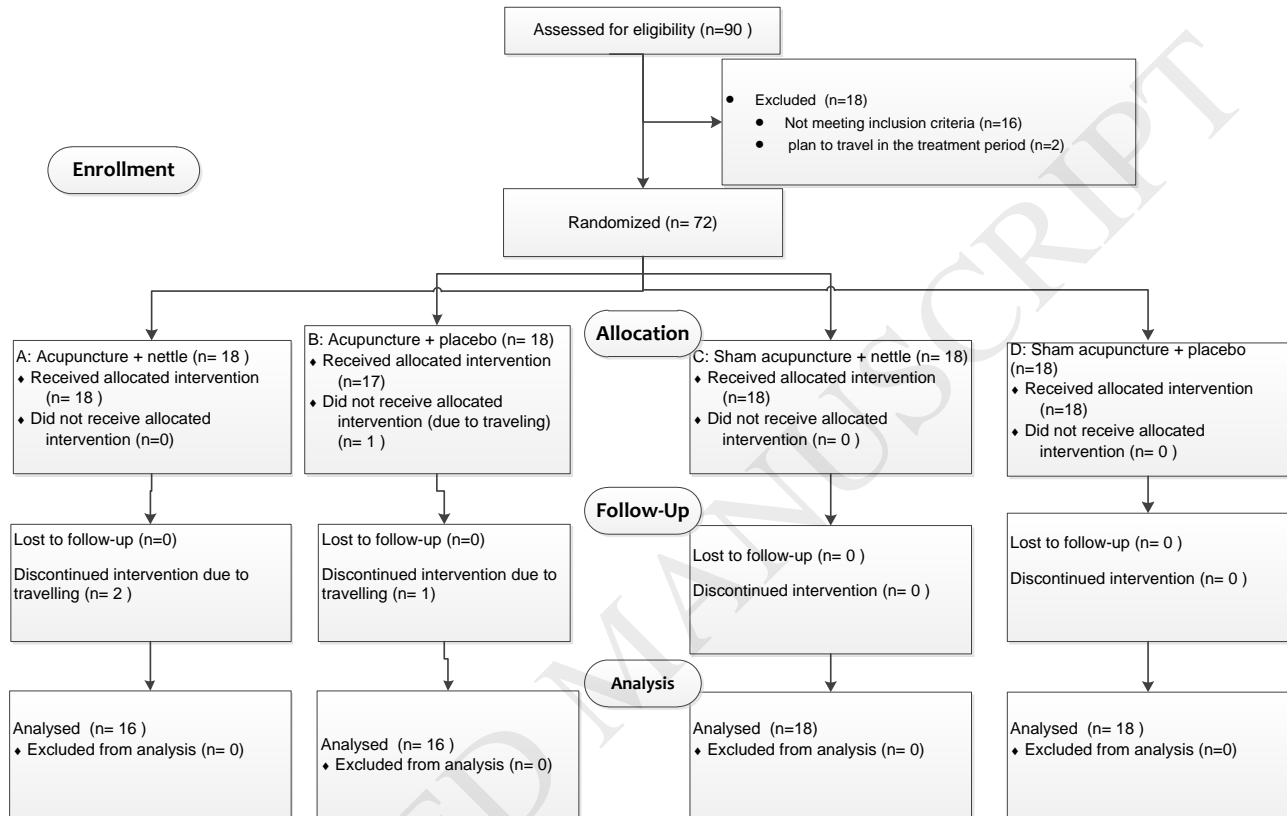 Assessed for eligibility (n=90 )
• Excluded (n=18)
• Not meeting inclusion criteria (n=16)
• plan to travel in the treatment period (n=2)
Enrollment
Randomized (n= 72)
Allocation
A: Acupuncture + nettle (n= 18 )
♦ Received allocated intervention
(n= 18 )
♦ Did not receive allocated
intervention (n=0)
B: Acupuncture + placebo (n= 18)
♦ Received allocated intervention
(n=17)
♦ Did not receive allocated
intervention (due to traveling)
(n= 1 )
C: Sham acupuncture + nettle (n= 18)
♦ Received allocated intervention
(n=18)
♦ Did not receive allocated
intervention (n= 0 )
D: Sham acupuncture + placebo
(n=18)
♦ Received allocated intervention
(n=18)
♦ Did not receive allocated
intervention (n= 0 )
Follow-Up
Lost to follow-up (n=0)
Discontinued intervention due to
travelling (n= 2 )
Lost to follow-up (n=0)
Discontinued intervention due to
travelling (n= 1)
Lost to follow-up (n= 0 )
Discontinued intervention (n= 0 )
Lost to follow-up (n= 0 )
Discontinued intervention (n= 0 )
Analysis
Analysed (n= 16 )
♦ Excluded from analysis (n= 0)
Analysed (n= 16 )
♦ Excluded from analysis (n= 0)
Analysed (n=18)
♦ Excluded from analysis (n= 0)
Analysed (n= 18 )
♦ Excluded from analysis (n=0)
MANUSCRIPT